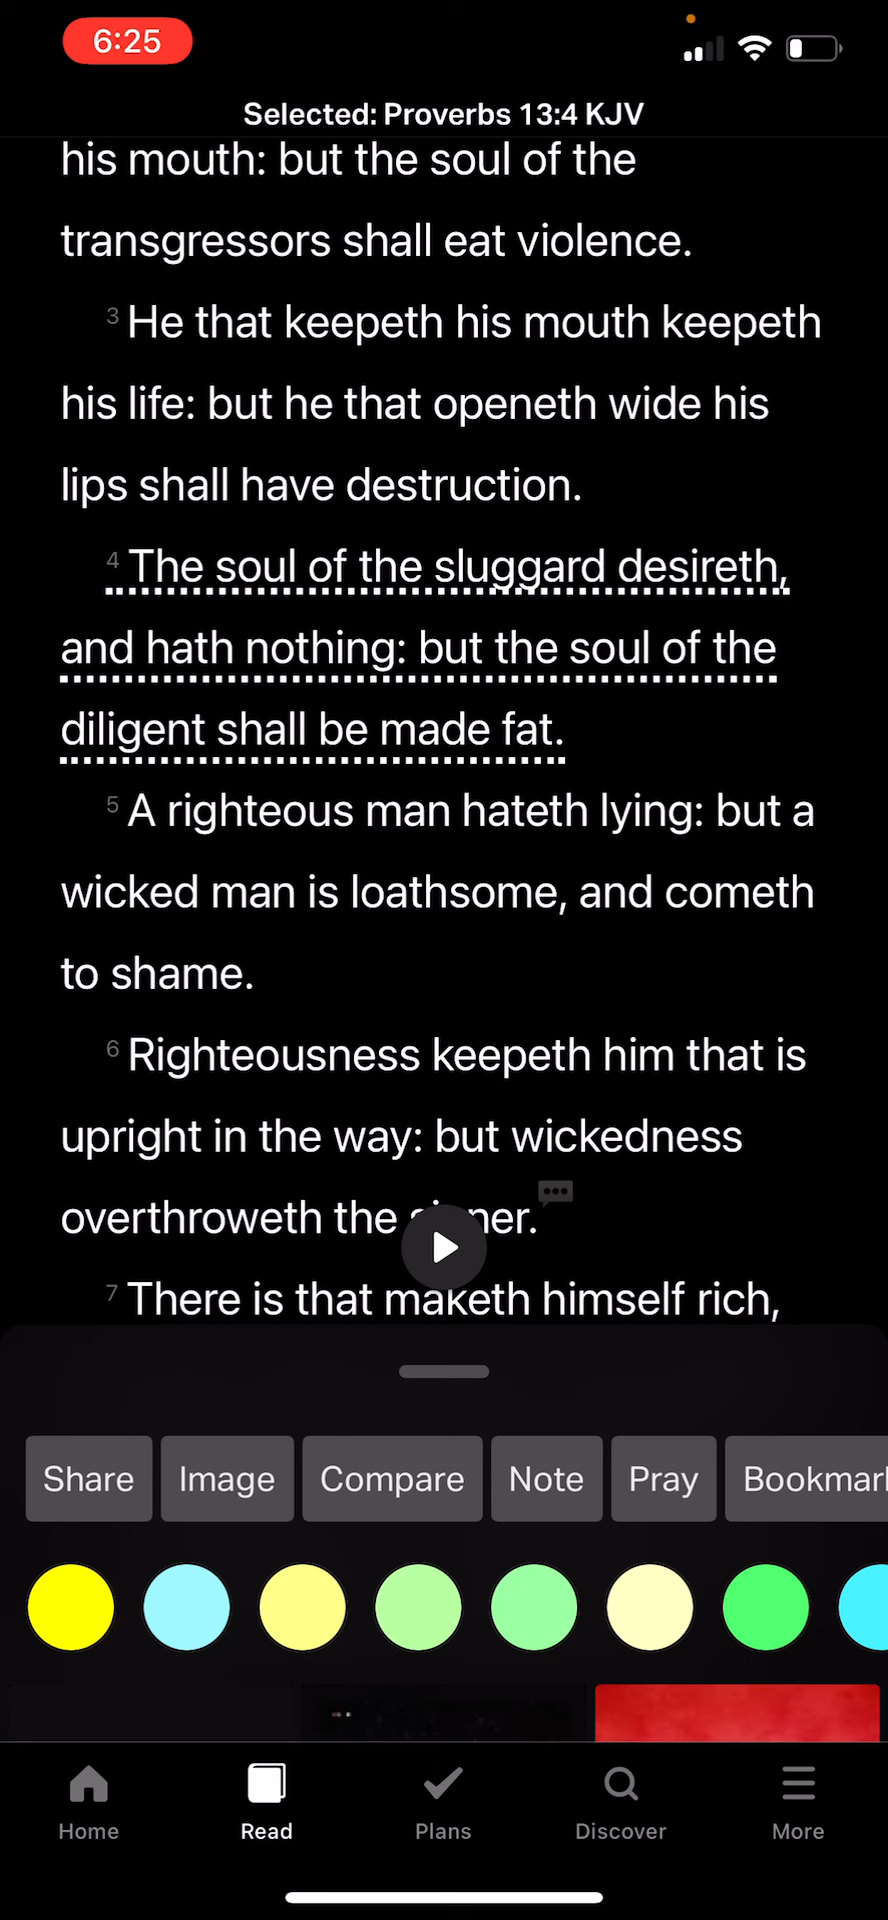 6:25
Selected: Proverbs 13:4 KJV
his mouth: but the soul of the
transgressors shall eat violence.
3 He that keepeth his mouth keepeth
his life: but he that openeth wide his
lips shall have destruction.
4 The soul of the sluggard desireth,
and hath nothing: but the soul of the
diligent shall be made fat.
5 A righteous man hateth lying: but a
wicked man is loathsome, and cometh
to shame.
6 Righteousness keepeth him that is
upright in the way: but wickedness
overthroweth the sinner.
7 There is that maketh himself rich,
Share Image Compare Note Pray Bookmark
Home Read Plans Discover More